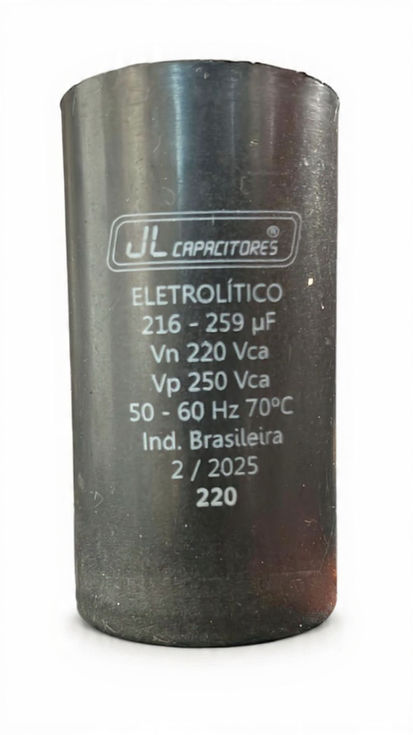 JL CAPACITORES ®
ELETROLÍTICO
216 - 259 µF
Vn 220 Vca
Vp 250 Vca
50 - 60 Hz 70ºC
Ind. Brasileira
2 / 2025
220